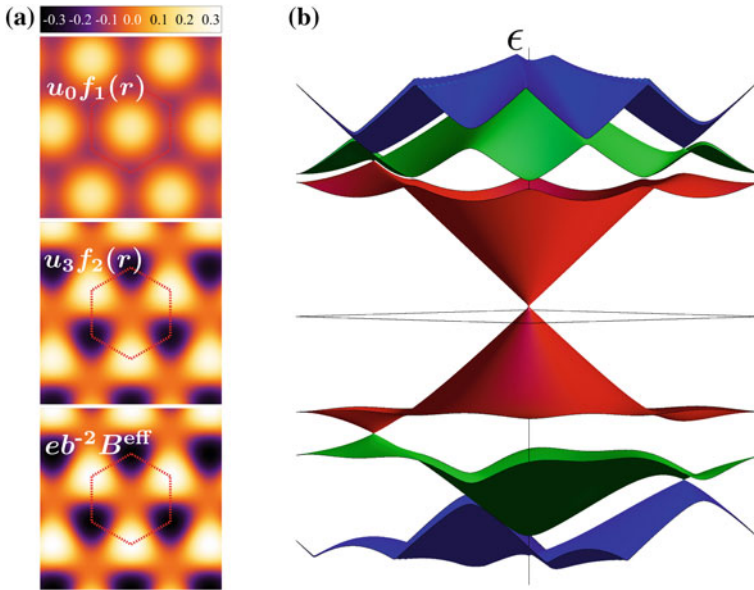 (a)
-0.3 -0.2 -0.1 0.0 0.1 0.2 0.3
u₀f₁(r)
u₃f₂(r)
eb⁻²Bᵉᶠᶠ
(b)
ϵ